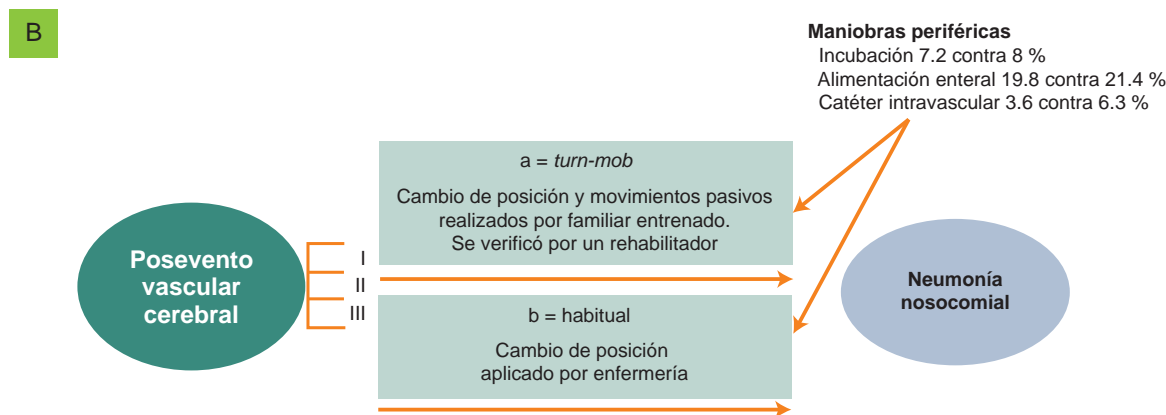 B
Maniobras periféricas
Incubación 7.2 contra 8 %
Alimentación enteral 19.8 contra 21.4 %
Catéter intravascular 3.6 contra 6.3 %
a = turn-mob
Cambio de posición y movimientos pasivos
realizados por familiar entrenado.
Se verificó por un rehabilitador
Posevento
vascular
cerebral
I
II
III
Neumonía
nosocomial
b = habitual
Cambio de posición
aplicado por enfermería